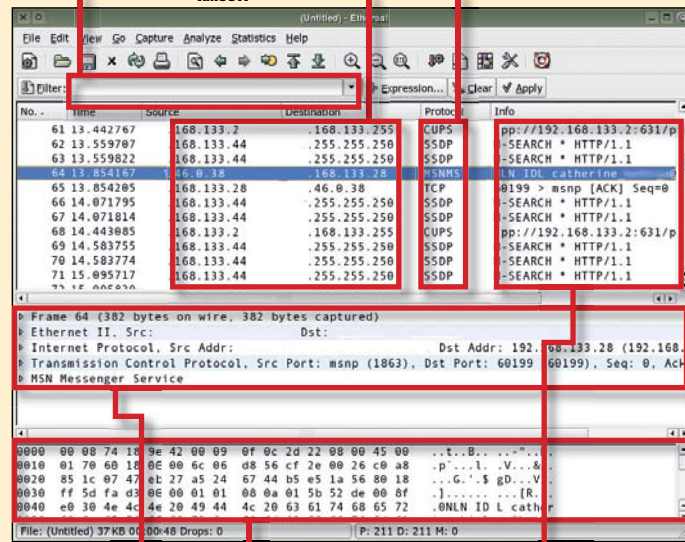 (Untitled) - Ethereal
File Edit View Go Capture Analyze Statistics Help
Filter: Expression... Clear Apply
No. . Time Source Destination Protocol Info
61 13.442767 .168.133.2 .168.133.255 CUPS pp://192.168.133.2:631/p
62 13.559707 .168.133.44 .255.255.250 SSDP -SEARCH * HTTP/1.1
63 13.559822 .168.133.44 .255.255.250 SSDP -SEARCH * HTTP/1.1
64 13.854167 46.0.38 .168.133.28 MSNMS LN IDL catherine
65 13.854205 .168.133.28 .46.0.38 TCP 60199 > msnp [ACK] Seq=0
66 14.071795 .168.133.44 .255.255.250 SSDP -SEARCH * HTTP/1.1
67 14.071814 .168.133.44 .255.255.250 SSDP -SEARCH * HTTP/1.1
68 14.443085 .168.133.2 .168.133.255 CUPS pp://192.168.133.2:631/p
69 14.583755 .168.133.44 .255.255.250 SSDP -SEARCH * HTTP/1.1
70 14.583774 .168.133.44 .255.255.250 SSDP -SEARCH * HTTP/1.1
71 15.095717 .168.133.44 .255.255.250 SSDP -SEARCH * HTTP/1.1
Frame 64 (382 bytes on wire, 382 bytes captured)
Ethernet II, Src: Dst:
Internet Protocol, Src Addr: Dst Addr: 192.168.133.28 (192.168.
Transmission Control Protocol, Src Port: msnp (1863), Dst Port: 60199 (60199), Seq: 0, Ack
MSN Messenger Service
0000 00 08 74 18 9e 42 00 09 0f 0c 2d 22 08 00 45 00 ..t..B.. ..-"..
0010 01 70 60 18 00 6c 06 d8 56 cf 2e 00 26 c0 a8 .p`...l. .V...&
0020 85 1c 07 47 eb 27 a5 24 67 44 b5 e5 1a 56 80 18 ...G.'.$ gD...V
0030 ff 5d fa d3 00 01 01 08 0a 01 5b 52 de 00 8f .]...... ..[R...
0040 e0 30 4e 4c 4e 20 49 44 4c 20 63 61 74 68 65 72 .0NLN ID L cather
File: (Untitled) 37 KB 00:00:48 Drops: 0 P: 211 D: 211 M: 0